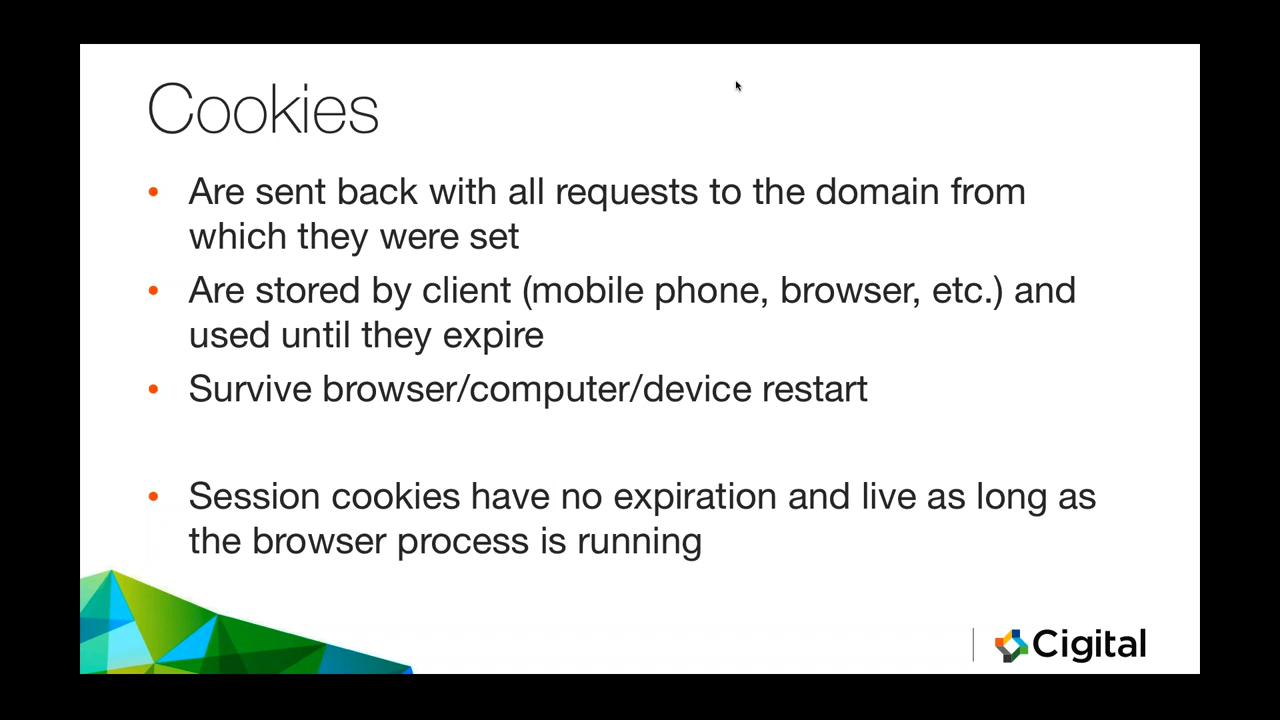 Cookies
• Are sent back with all requests to the domain from
which they were set
• Are stored by client (mobile phone, browser, etc.) and
used until they expire
• Survive browser/computer/device restart
• Session cookies have no expiration and live as long as
the browser process is running
Cigital